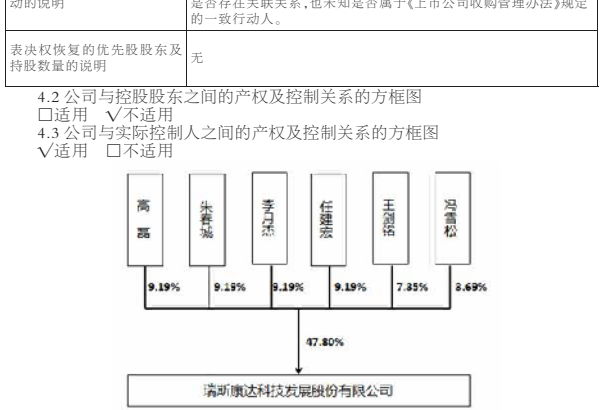 动的说明
是否存在关联关系,也未知是否属于《上市公司收购管理办法》规定
的一致行动人。
表决权恢复的优先股股东及
持股数量的说明
无
4.2 公司与控股股东之间的产权及控制关系的方框图
□适用 √不适用
4.3 公司与实际控制人之间的产权及控制关系的方框图
√适用 □不适用
高磊
朱春城
李月杰
任建宏
王剑铭
冯雪松
9.19%
9.19%
9.19%
9.19%
7.35%
3.69%
47.80%
瑞斯康达科技发展股份有限公司